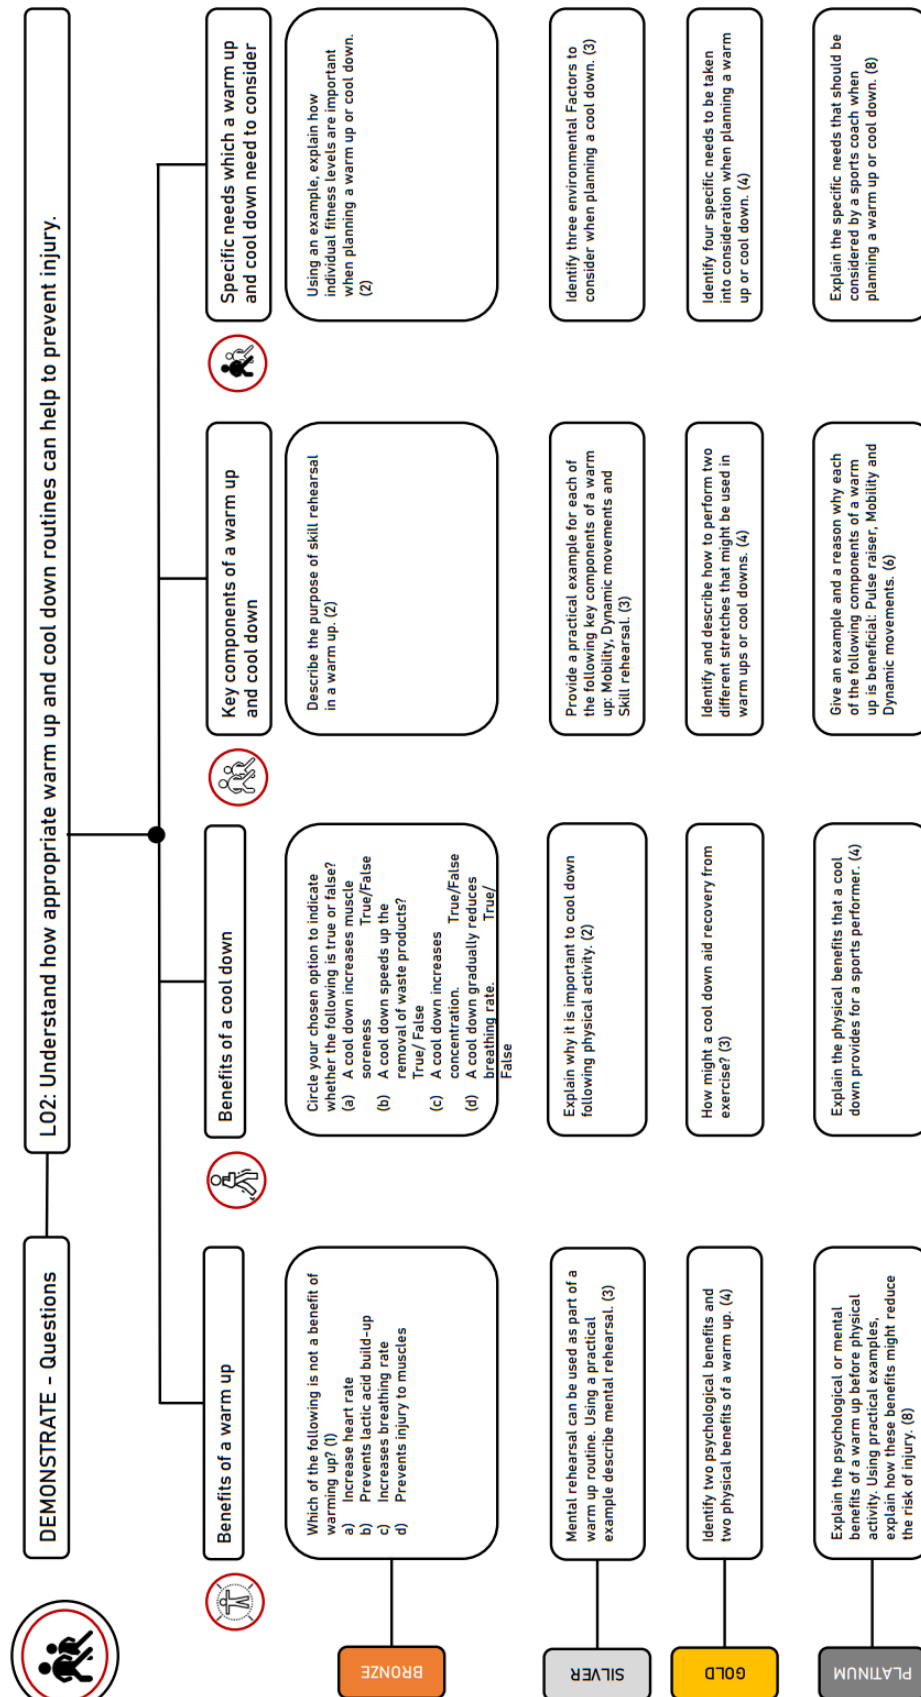 DEMONSTRATE – Questions
LO2: Understand how appropriate warm up and cool down routines can help to prevent injury.
Benefits of a warm up
Benefits of a cool down
Key components of a warm up
and cool down
Specific needs which a warm up
and cool down need to consider
BRONZE
Which of the following is not a benefit of
warming up? (1)
a) Increase heart rate
b) Prevents lactic acid build-up
c) Increases breathing rate
d) Prevents injury to muscles
Circle your chosen option to indicate
whether the following is true or false?
(a) A cool down increases muscle
soreness True/False
(b) A cool down speeds up the
removal of waste products?
True/ False
(c) A cool down increases
concentration. True/False
(d) A cool down gradually reduces
breathing rate. True/
False
Describe the purpose of skill rehearsal
in a warm up. (2)
Using an example, explain how
individual fitness levels are important
when planning a warm up or cool down.
(2)
SILVER
Mental rehearsal can be used as part of a
warm up routine. Using a practical
example describe mental rehearsal. (3)
Explain why it is important to cool down
following physical activity. (2)
Provide a practical example for each of
the following key components of a warm
up: Mobility, Dynamic movements and
Skill rehearsal. (3)
Identify three environmental Factors to
consider when planning a cool down. (3)
GOLD
Identify two psychological benefits and
two physical benefits of a warm up. (4)
How might a cool down aid recovery from
exercise? (3)
Identify and describe how to perform two
different stretches that might be used in
warm ups or cool downs. (4)
Identify four specific needs to be taken
into consideration when planning a warm
up or cool down. (4)
PLATINUM
Explain the psychological or mental
benefits of a warm up before physical
activity. Using practical examples,
explain how these benefits might reduce
the risk of injury. (8)
Explain the physical benefits that a cool
down provides for a sports performer. (4)
Give an example and a reason why each
of the following components of a warm
up is beneficial: Pulse raiser, Mobility and
Dynamic movements. (6)
Explain the specific needs that should be
considered by a sports coach when
planning a warm up or cool down. (8)